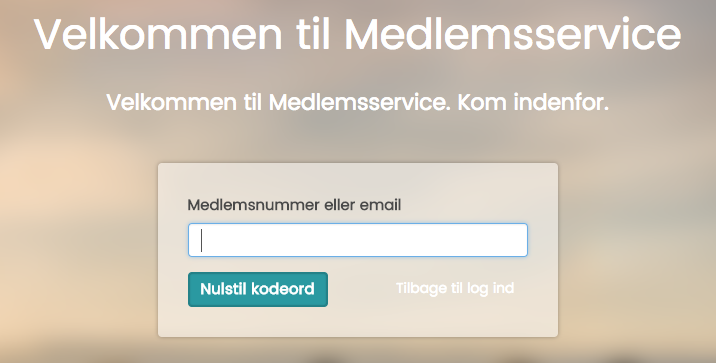 Velkommen til Medlemsservice
Velkommen til Medlemsservice. Kom indenfor.
Medlemsnummer eller email
Nulstil kodeord
Tilbage til log ind